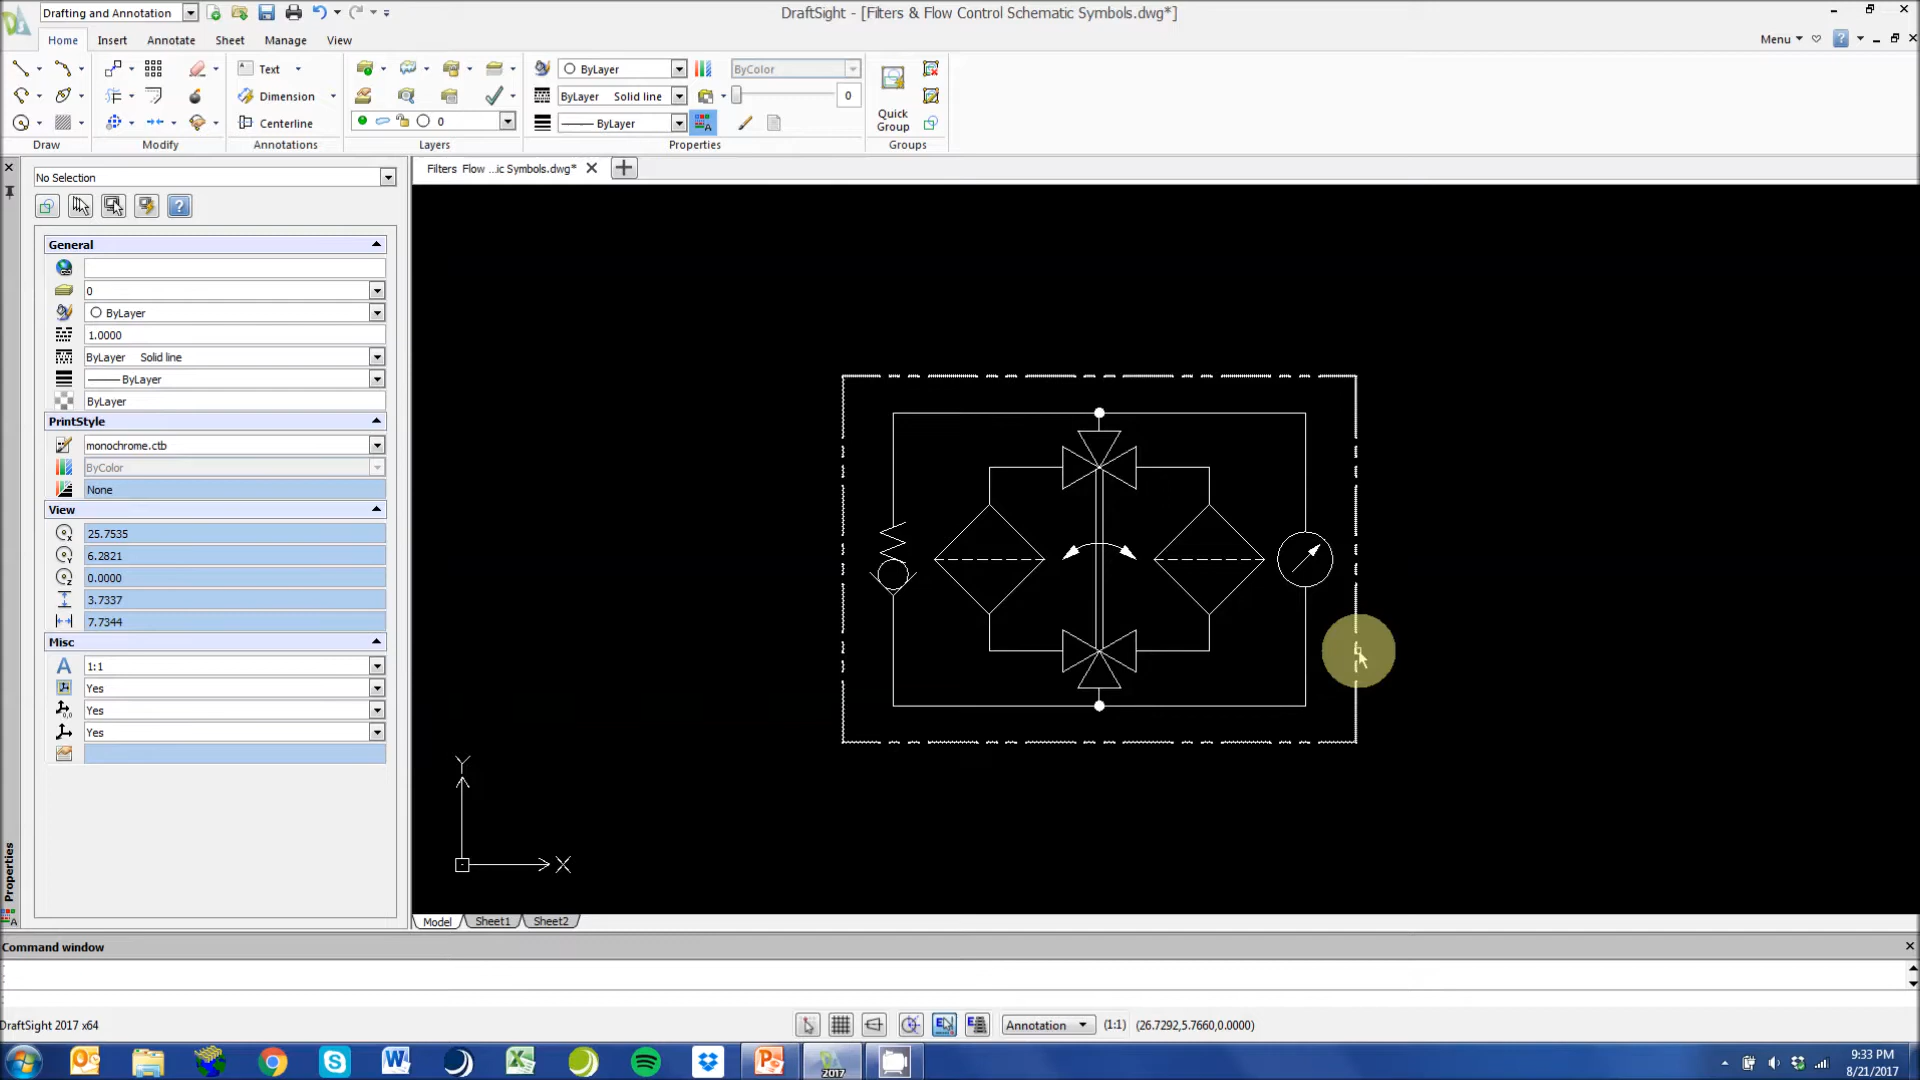 Drafting and Annotation
DraftSight - [Filters & Flow Control Schematic Symbols.dwg*]
Home Insert Annotate Sheet Manage View
Menu
Text
ByLayer
ByColor
Dimension
ByLayer Solid line
0
Centerline
0
ByLayer
Quick
Group
Draw Modify Annotations Layers Properties Groups
Filters Flow ...ic Symbols.dwg*
No Selection
General
0
ByLayer
1.0000
ByLayer Solid line
ByLayer
ByLayer
PrintStyle
monochrome.ctb
ByColor
None
View
25.7535
6.2821
0.0000
3.7337
7.7344
Misc
1:1
Yes
Yes
Yes
Properties
Y
X
Model Sheet1 Sheet2
Command window
DraftSight 2017 x64
Annotation (1:1) (26.7292,5.7660,0.0000)
2017
9:33 PM
8/21/2017